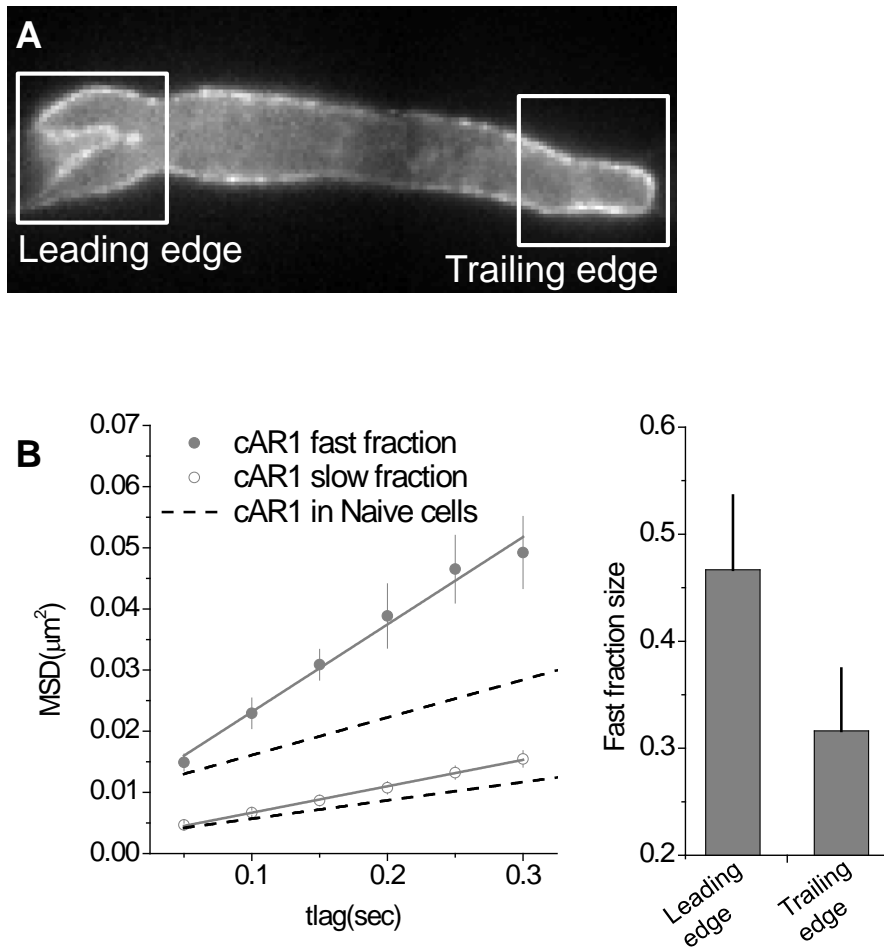 A
Leading edge
Trailing edge
B
MSD(μm²)
0.07
0.06
0.05
0.04
0.03
0.02
0.01
0.00
cAR1 fast fraction
cAR1 slow fraction
cAR1 in Naive cells
0.1
0.2
0.3
tlag(sec)
Fast fraction size
0.6
0.5
0.4
0.3
0.2
Leading
edge
Trailing
edge